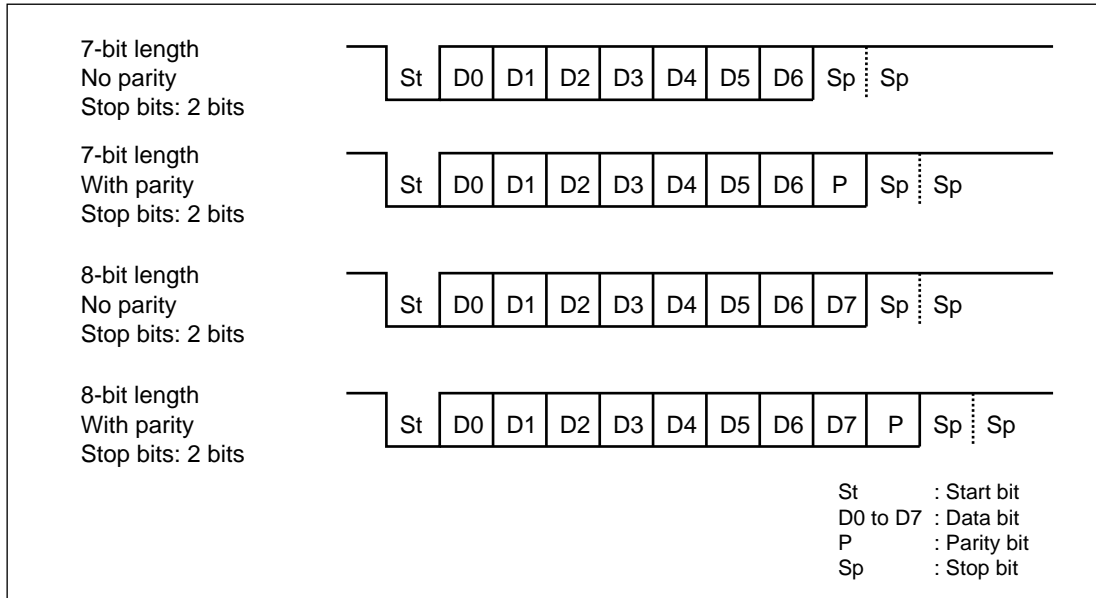 7-bit length
No parity
Stop bits: 2 bits
St D0 D1 D2 D3 D4 D5 D6 Sp Sp
7-bit length
With parity
Stop bits: 2 bits
St D0 D1 D2 D3 D4 D5 D6 P Sp Sp
8-bit length
No parity
Stop bits: 2 bits
St D0 D1 D2 D3 D4 D5 D6 D7 Sp Sp
8-bit length
With parity
Stop bits: 2 bits
St D0 D1 D2 D3 D4 D5 D6 D7 P Sp Sp
St : Start bit
D0 to D7 : Data bit
P : Parity bit
Sp : Stop bit